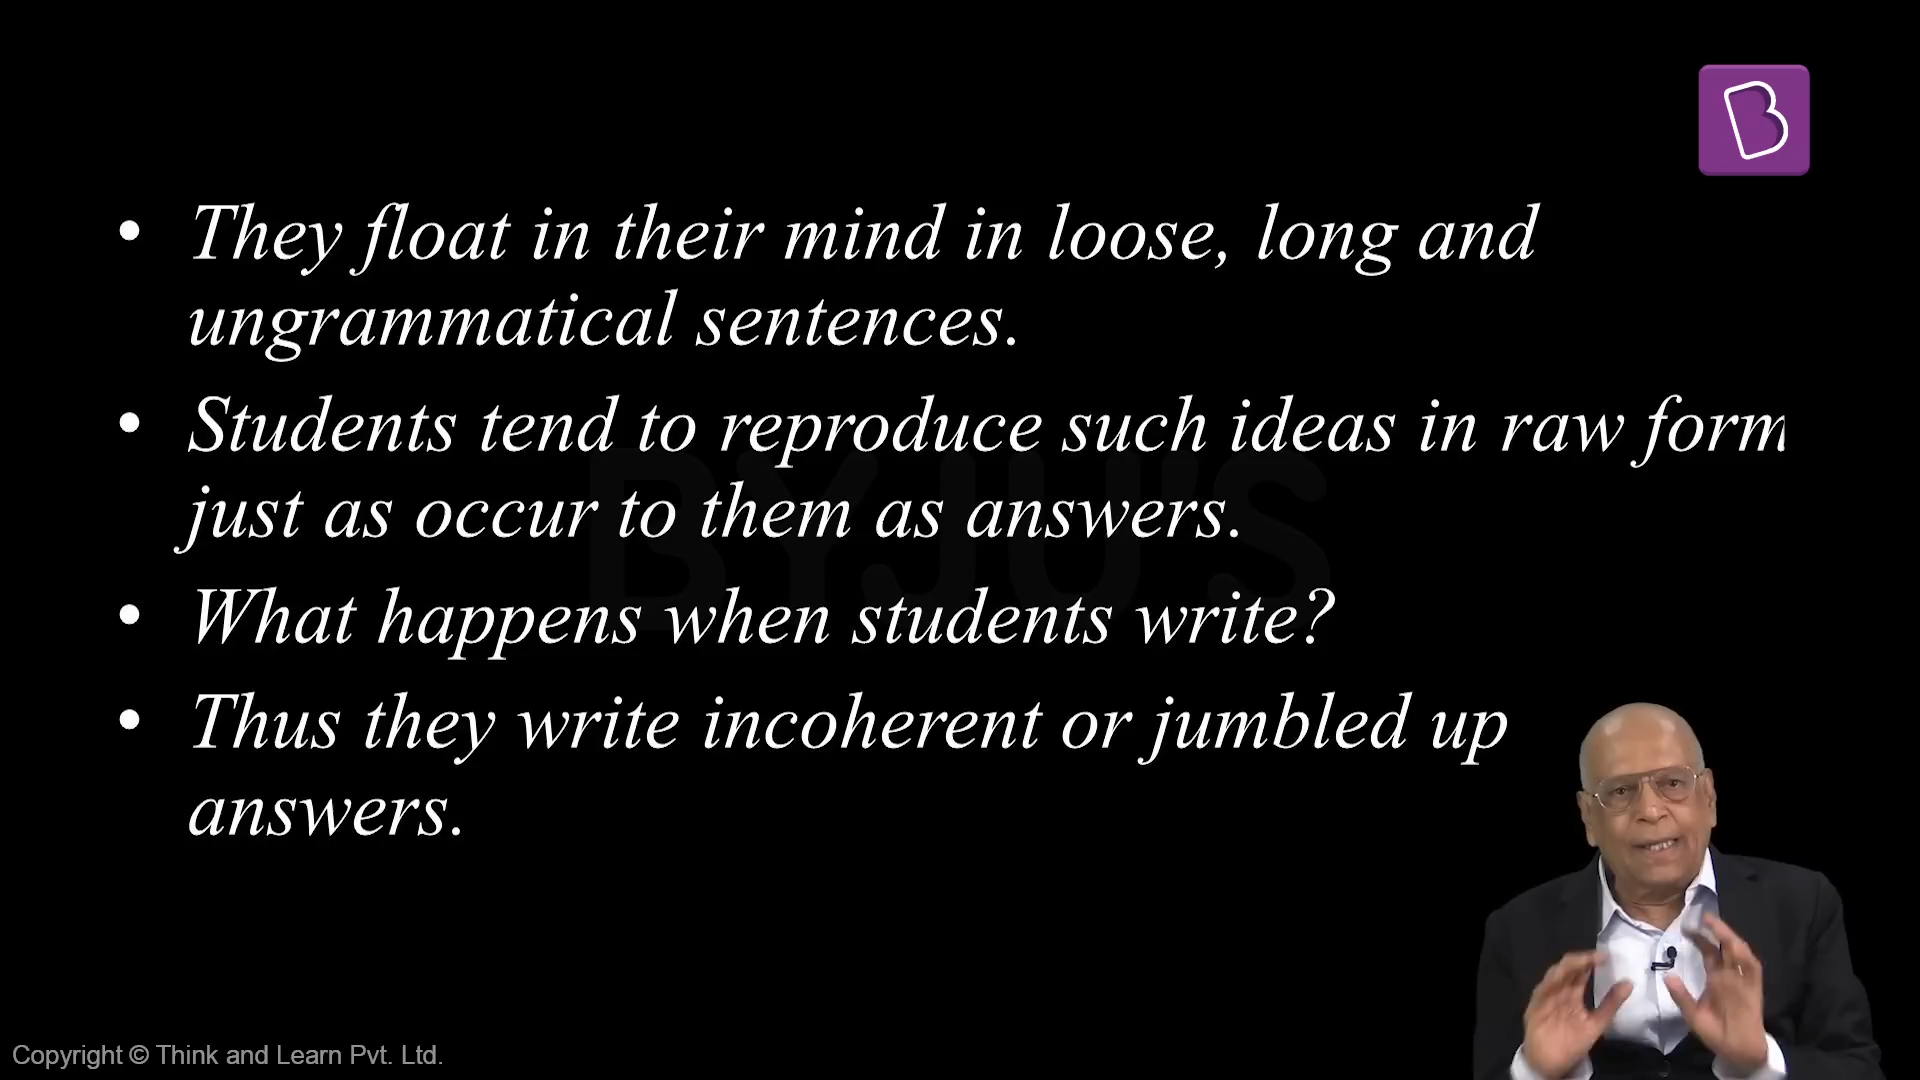 • They float in their mind in loose, long and
ungrammatical sentences.
• Students tend to reproduce such ideas in raw form
just as occur to them as answers.
• What happens when students write?
• Thus they write incoherent or jumbled up
answers.
BYJU'S
B
Copyright © Think and Learn Pvt. Ltd.